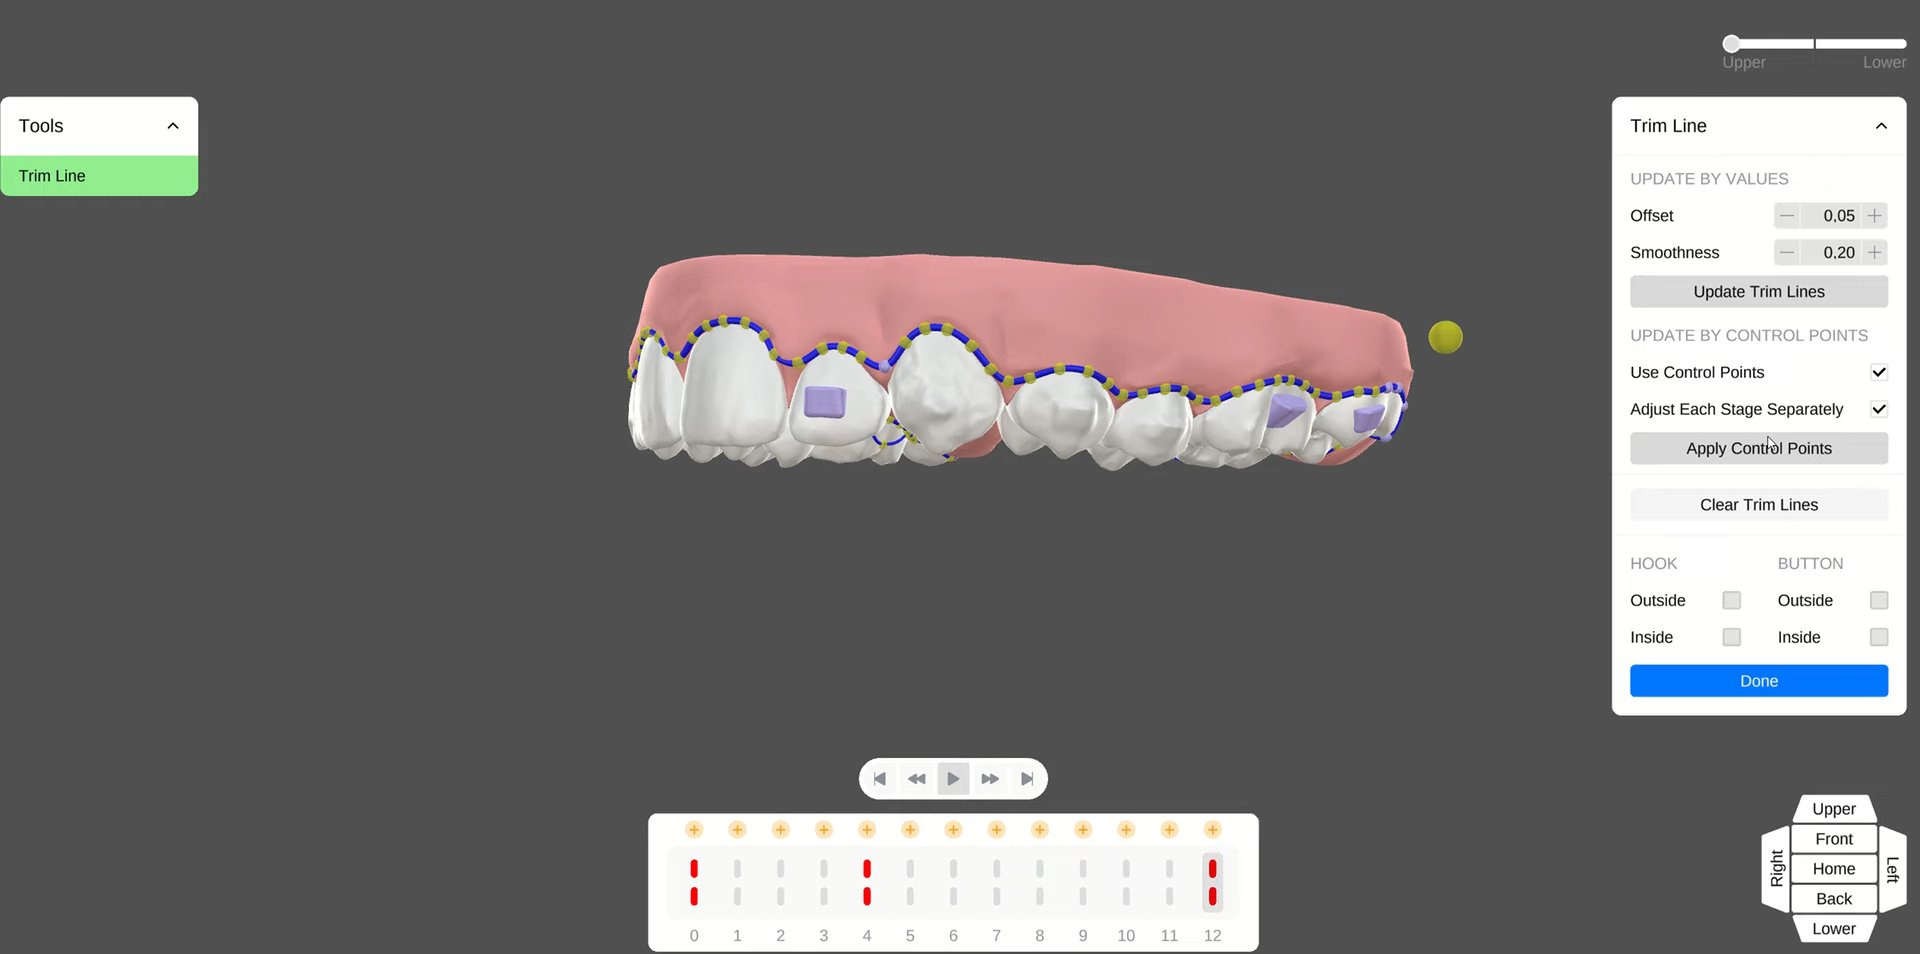 Upper Lower
Tools
Trim Line
Trim Line
UPDATE BY VALUES
Offset 0,05
Smoothness 0,20
Update Trim Lines
UPDATE BY CONTROL POINTS
Use Control Points
Adjust Each Stage Separately
Apply Control Points
Clear Trim Lines
HOOK BUTTON
Outside Outside
Inside Inside
Done
0 1 2 3 4 5 6 7 8 9 10 11 12
Upper
Front
Right Home Left
Back
Lower